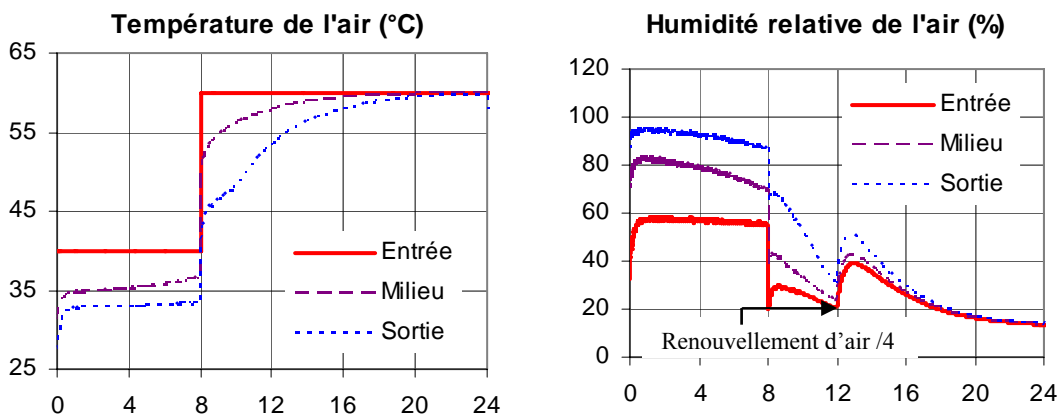 Température de l'air (°C)
65
55
45
35
25
0 4 8 12 16 20 24
Entrée
Milieu
Sortie
Humidité relative de l'air (%)
120
100
80
60
40
20
0
0 4 8 12 16 20 24
Entrée
Milieu
Sortie
Renouvellement d'air /4